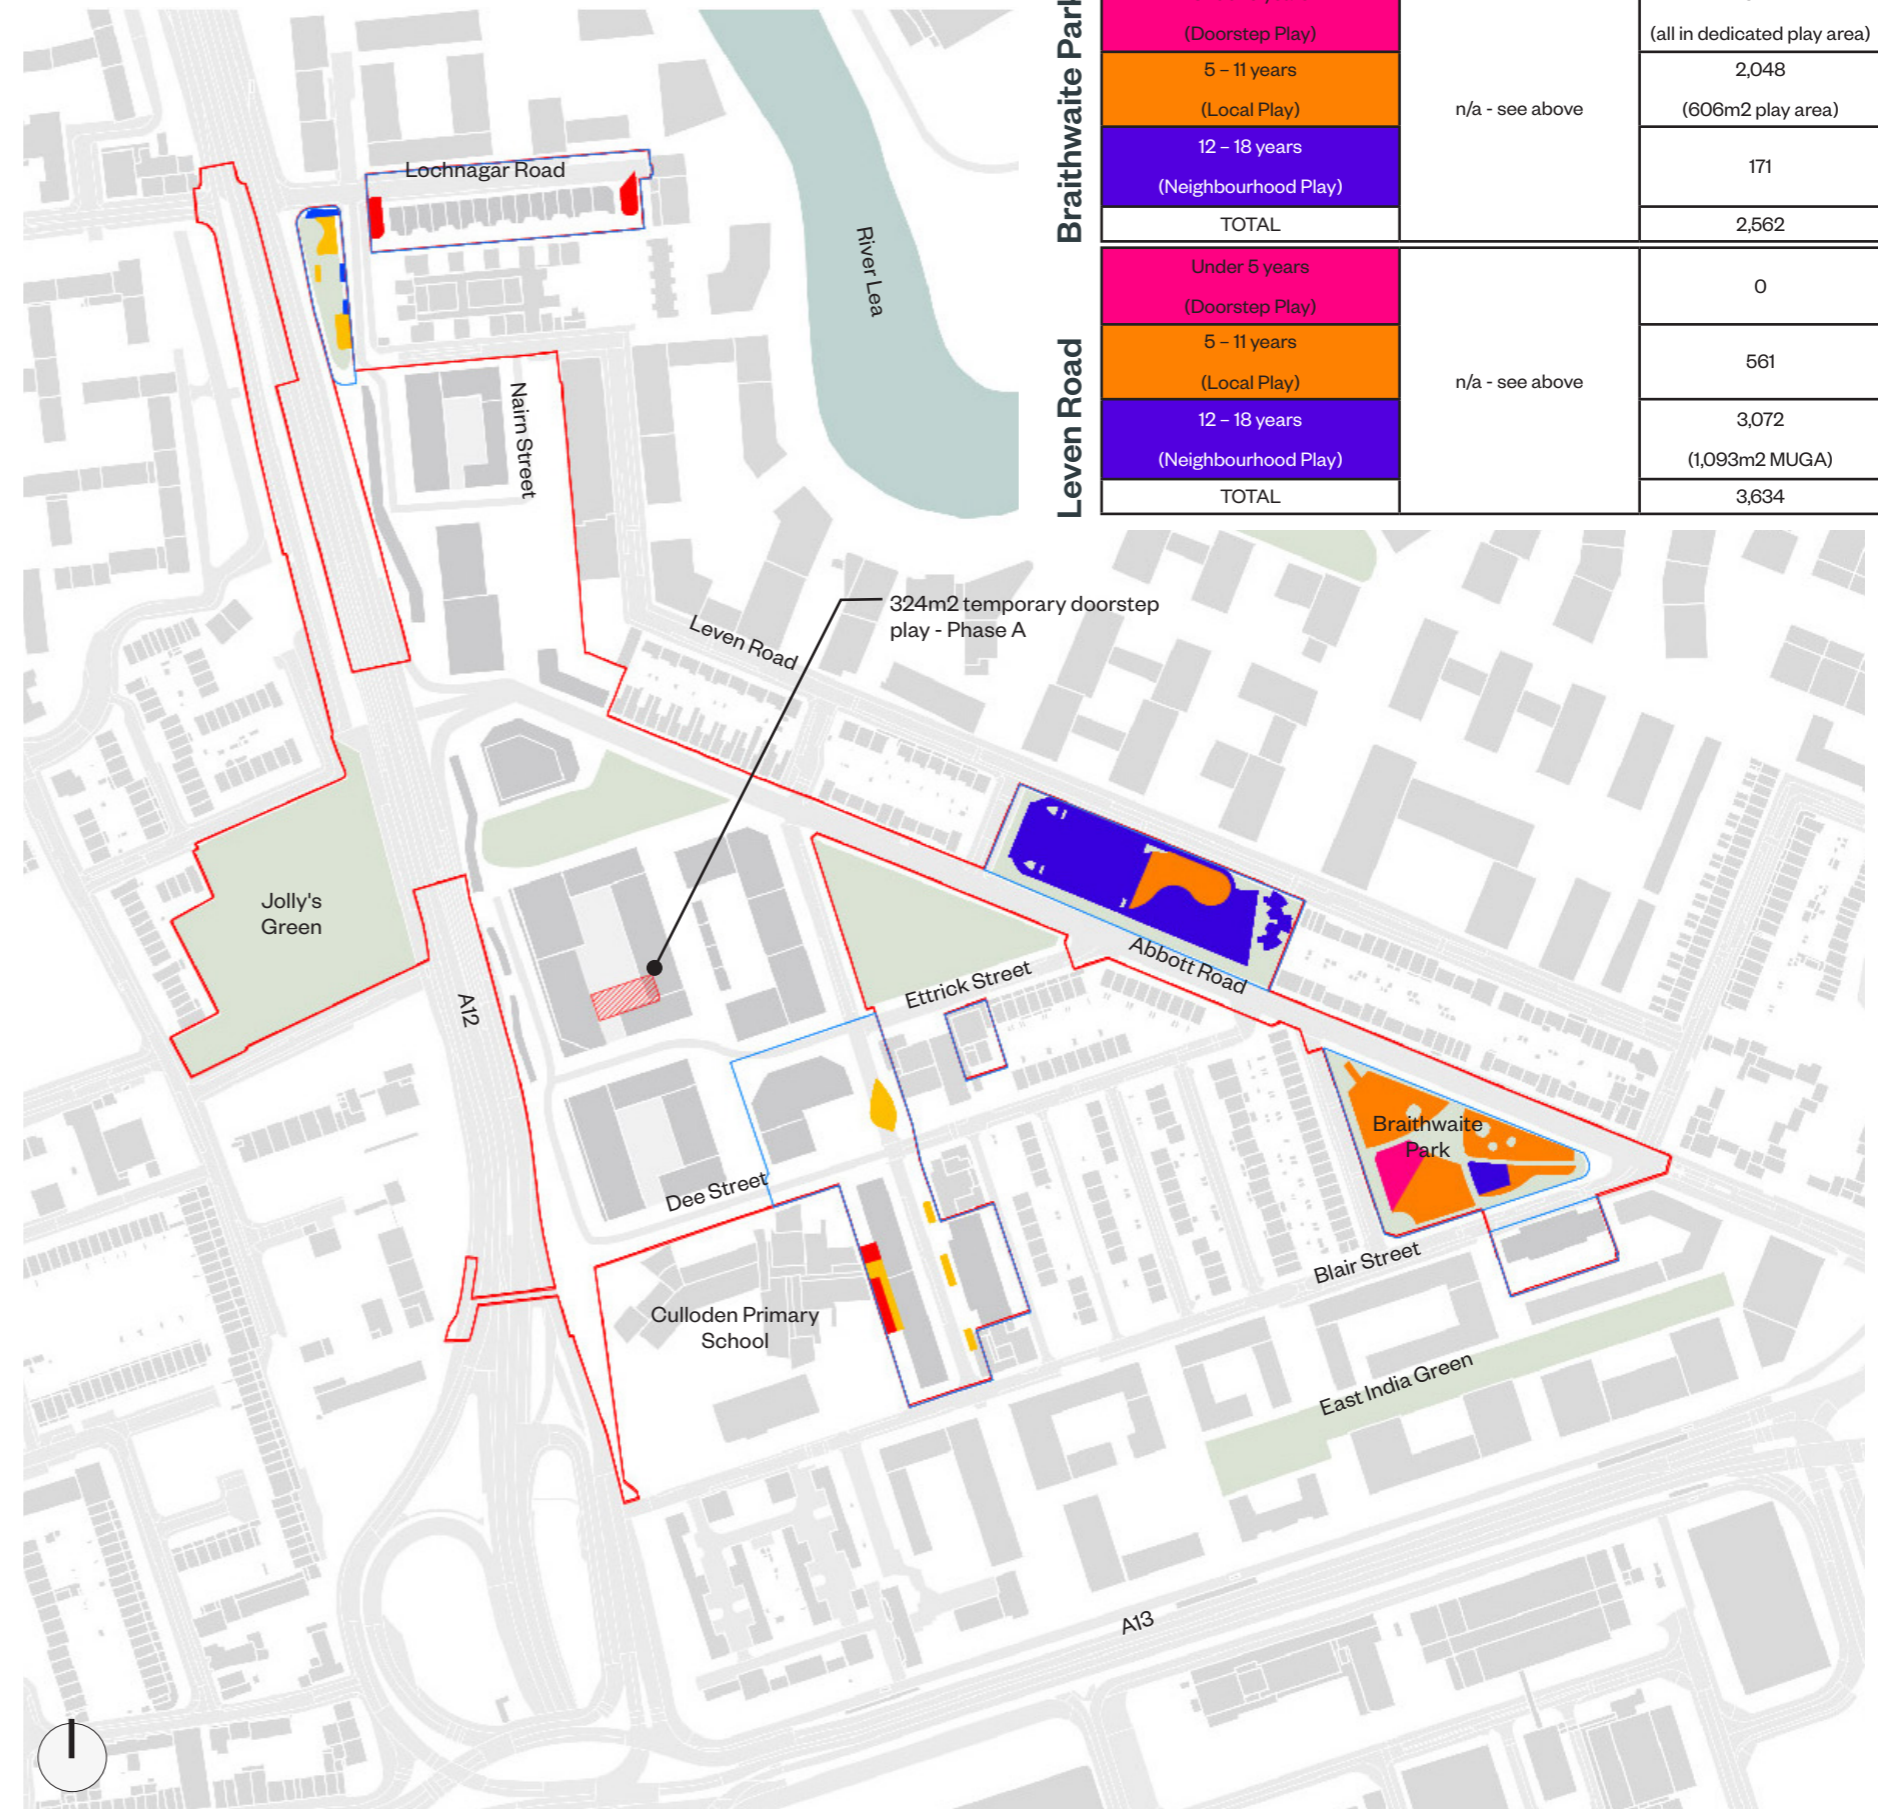 Braithwaite Park
(Doorstep Play)
(all in dedicated play area)
5 – 11 years
(Local Play)
n/a - see above
2,048
(606m2 play area)
12 – 18 years
(Neighbourhood Play)
171
TOTAL
2,562
Leven Road
Under 5 years
(Doorstep Play)
n/a - see above
0
5 – 11 years
(Local Play)
561
12 – 18 years
(Neighbourhood Play)
3,072
(1,093m2 MUGA)
TOTAL
3,634
Lochnagar Road
River Lea
Nairn Street
324m2 temporary doorstep
play - Phase A
Leven Road
Jolly's
Green
A12
Abbott Road
Ettrick Street
Braithwaite
Park
Dee Street
Blair Street
Culloden Primary
School
East India Green
A13